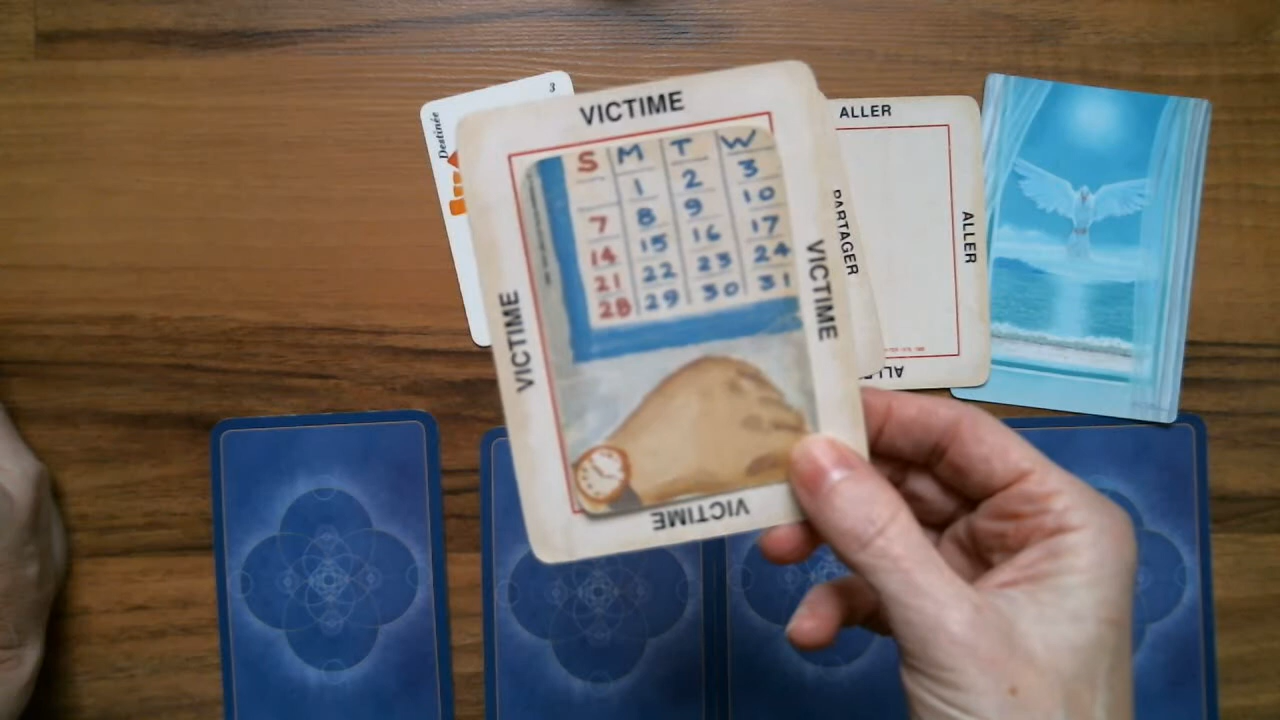 3
Destinée
VICTIME
VICTIME
VICTIME
VICTIME
S M T W
1 2 3
7 8 9 10
14 15 16 17
21 22 23 24
28 29 30 31
PARTAGER
ALLER
ALLER